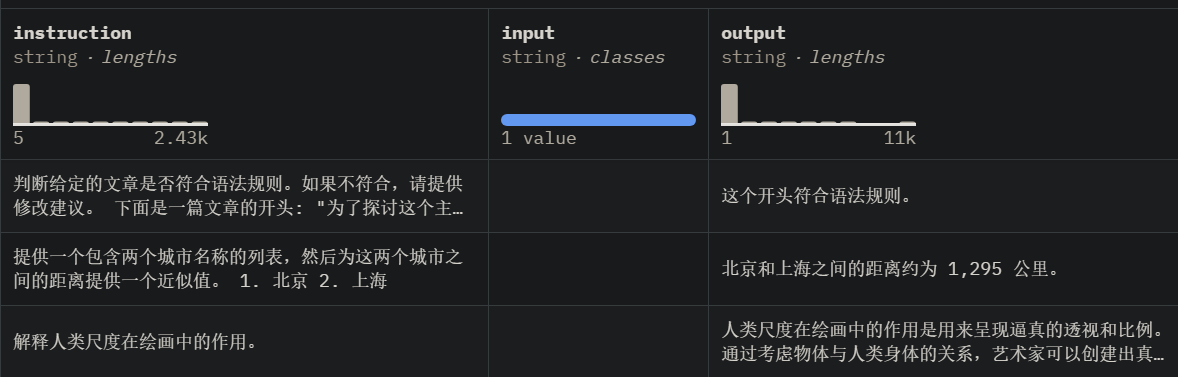 instruction
string · lengths
5
2.43k
input
string · classes
1 value
output
string · lengths
1
11k
判断给定的文章是否符合语法规则。如果不符合，请提供
修改建议。 下面是一篇文章的开头: "为了探讨这个主…
这个开头符合语法规则。
提供一个包含两个城市名称的列表，然后为这两个城市之
间的距离提供一个近似值。 1. 北京 2. 上海
北京和上海之间的距离约为 1,295 公里。
解释人类尺度在绘画中的作用。
人类尺度在绘画中的作用是用来呈现逼真的透视和比例。
通过考虑物体与人类身体的关系，艺术家可以创建出真…